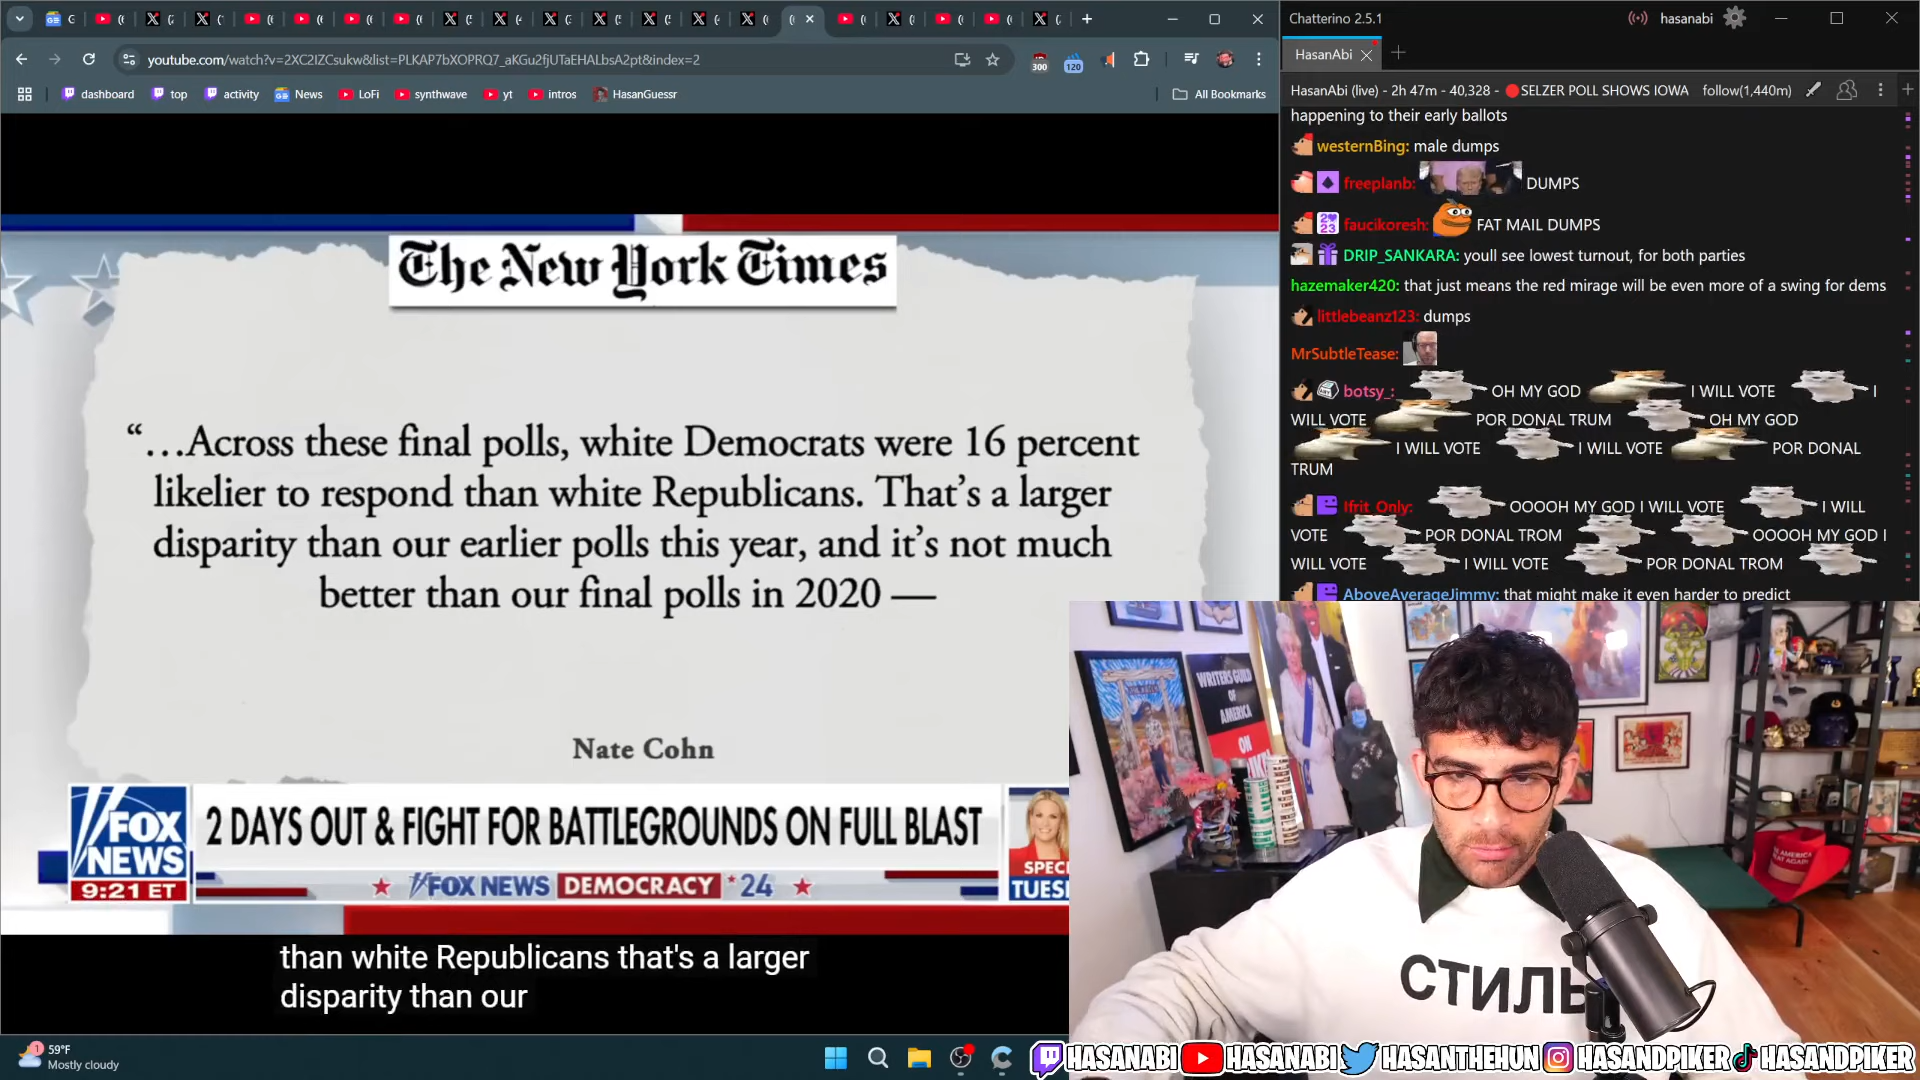 youtube.com/watch?v=2XC2IZCsukw&list=PLKAP7bXOPRQ7_aKGu2fjUTaEHALbsA2pt&index=2
300
120
dashboard
top
activity
News
LoFi
synthwave
yt
intros
HasanGuessr
All Bookmarks
The New York Times
“…Across these final polls, white Democrats were 16 percent
likelier to respond than white Republicans. That’s a larger
disparity than our earlier polls this year, and it’s not much
better than our final polls in 2020 —
Nate Cohn
FOX
NEWS
9:21 ET
2 DAYS OUT & FIGHT FOR BATTLEGROUNDS ON FULL BLAST
FOX NEWS DEMOCRACY '24
than white Republicans that's a larger
disparity than our
Chatterino 2.5.1
hasanabi
HasanAbi
HasanAbi (live) - 2h 47m - 40,328 - SELZER POLL SHOWS IOWA follow(1,440m)
happening to their early ballots
westernBing: male dumps
freeplanb: DUMPS
faucikoresh: FAT MAIL DUMPS
DRIP_SANKARA: youll see lowest turnout, for both parties
hazemaker420: that just means the red mirage will be even more of a swing for dems
littlebeanz123: dumps
MrSubtleTease:
botsy_: OH MY GOD I WILL VOTE I
WILL VOTE POR DONAL TRUM OH MY GOD
I WILL VOTE I WILL VOTE POR DONAL
TRUM
Ifrit_Only: OOOOH MY GOD I WILL VOTE I WILL
VOTE POR DONAL TROM OOOOH MY GOD I
WILL VOTE I WILL VOTE POR DONAL TROM
AboveAverageJimmy: that might make it even harder to predict
WRITERS GUILD
OF
AMERICA
ON
СТИЛЬ
1
59°F
Mostly cloudy
HASANABI HASANABI HASANTHEHUN HASANDPIKER HASANDPIKER